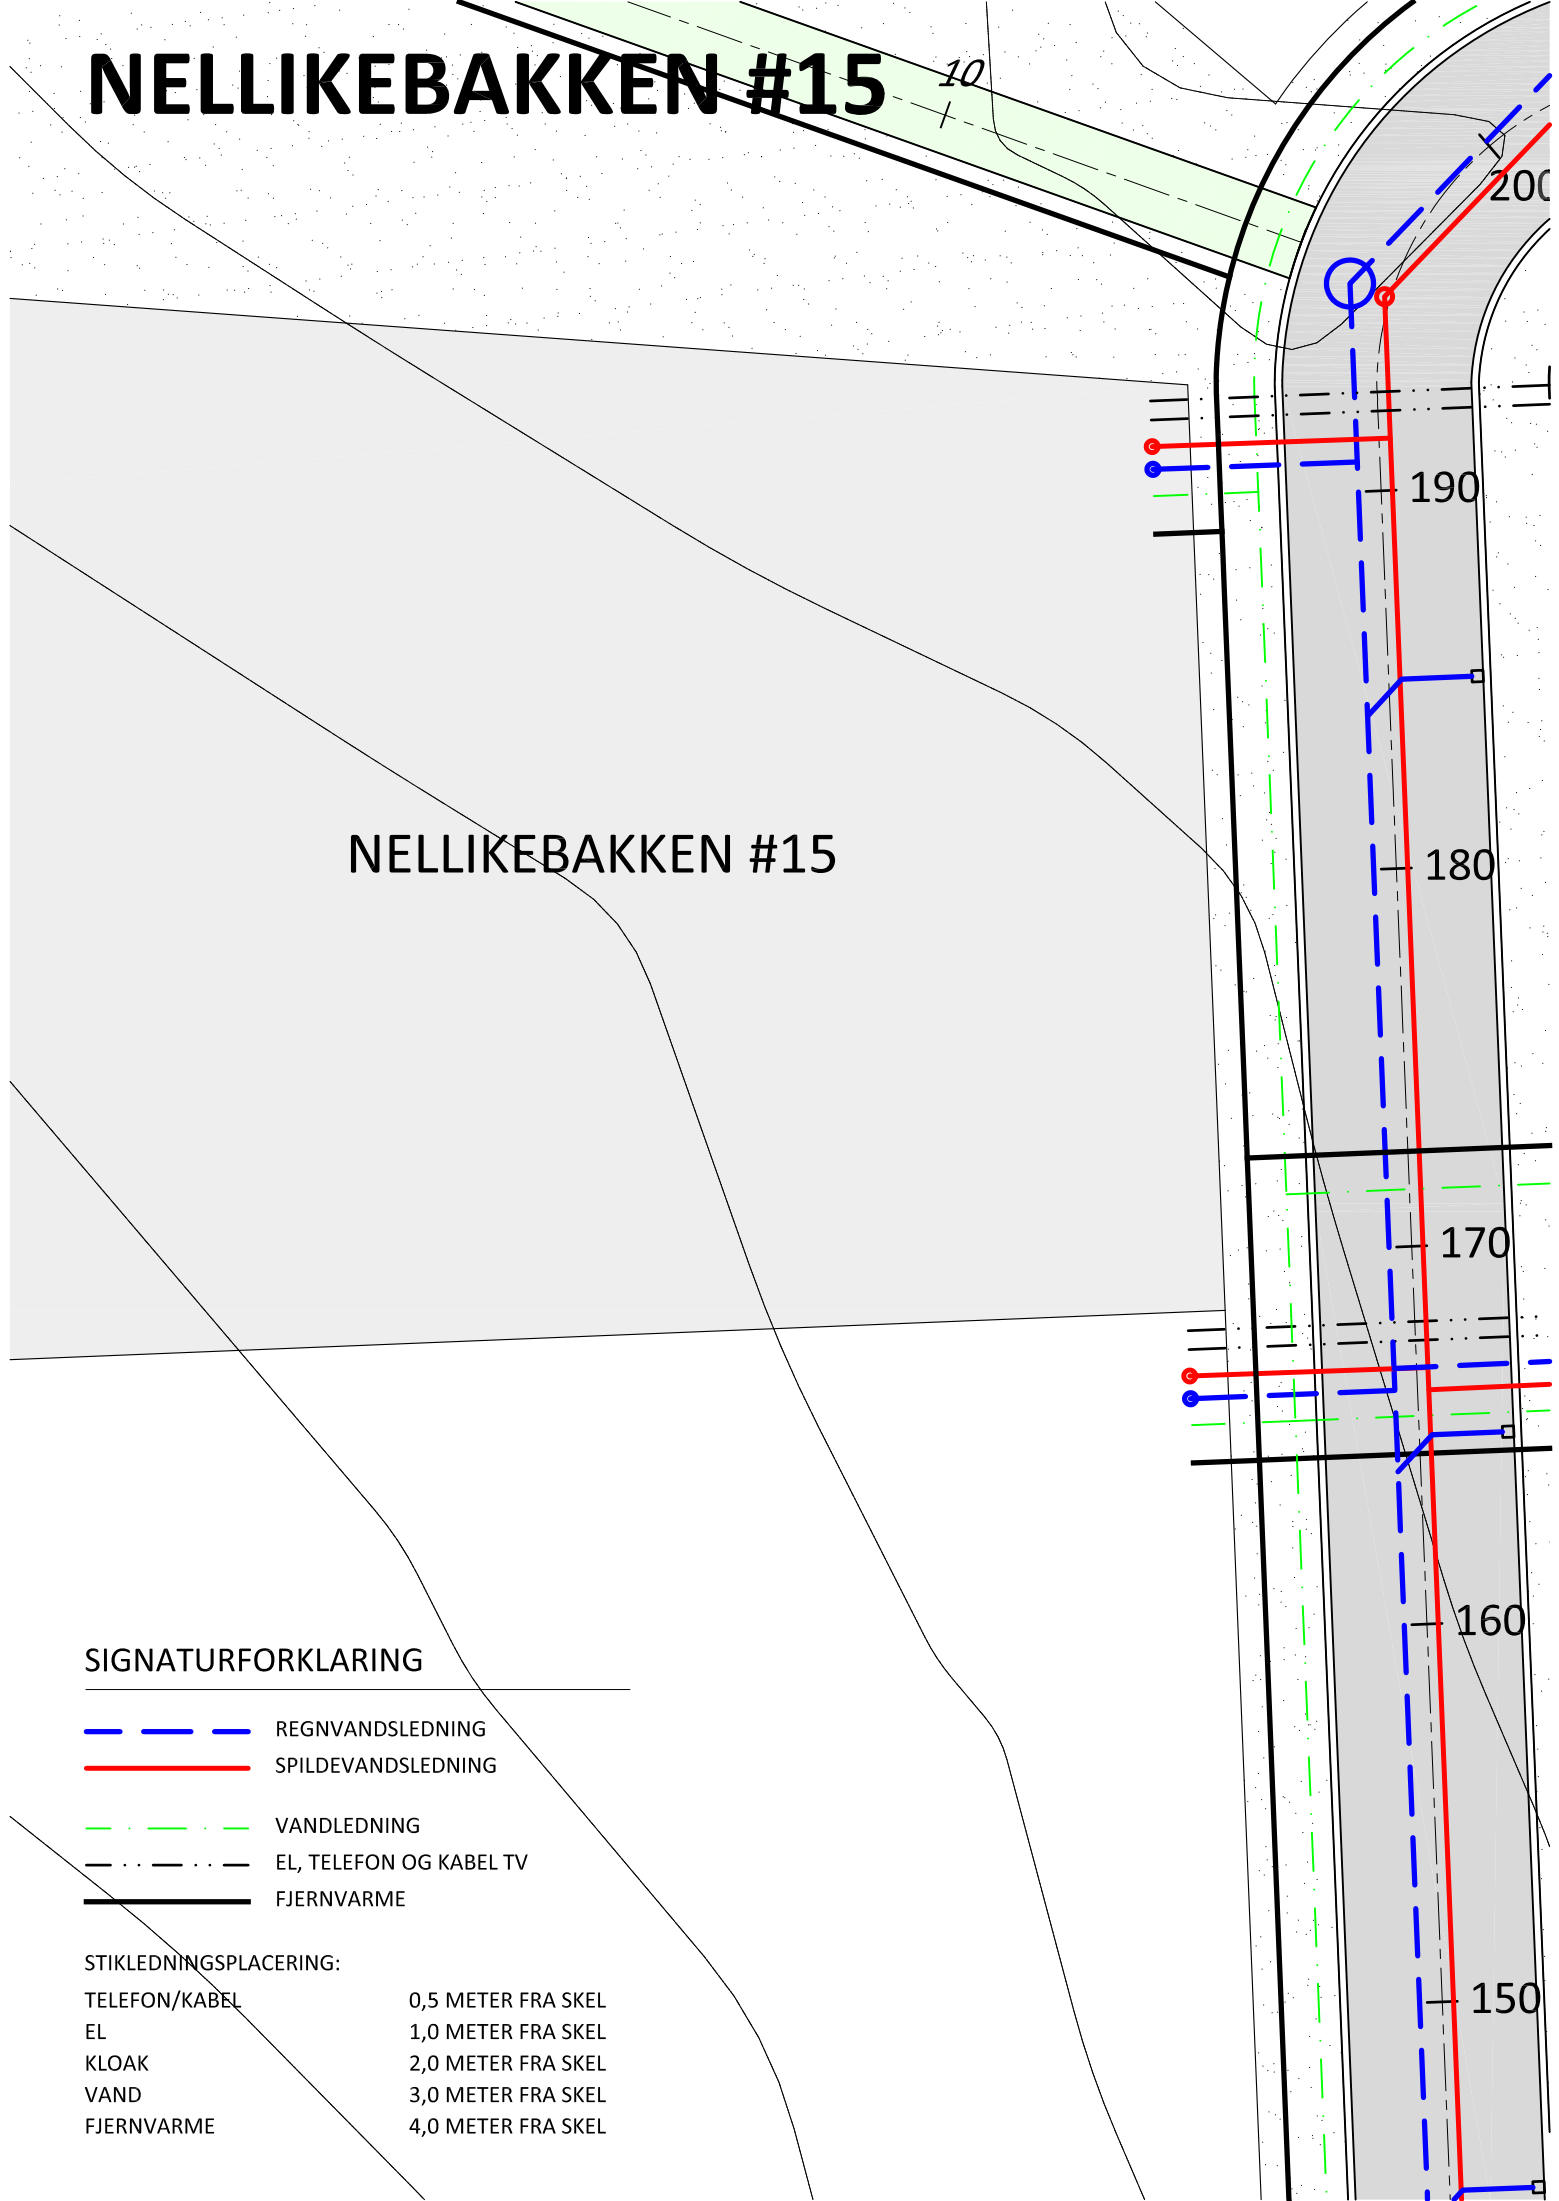 NELLIKEBAKKEN #15
10
200
190
180
NELLIKEBAKKEN #15
170
160
150
SIGNATURFORKLARING
REGNVANDSLEDNING
SPILDEVANDSLEDNING
VANDLEDNING
EL, TELEFON OG KABEL TV
FJERNVARME
STIKLEDNINGSPLACERING:
TELEFON/KABEL 0,5 METER FRA SKEL
EL 1,0 METER FRA SKEL
KLOAK 2,0 METER FRA SKEL
VAND 3,0 METER FRA SKEL
FJERNVARME 4,0 METER FRA SKEL